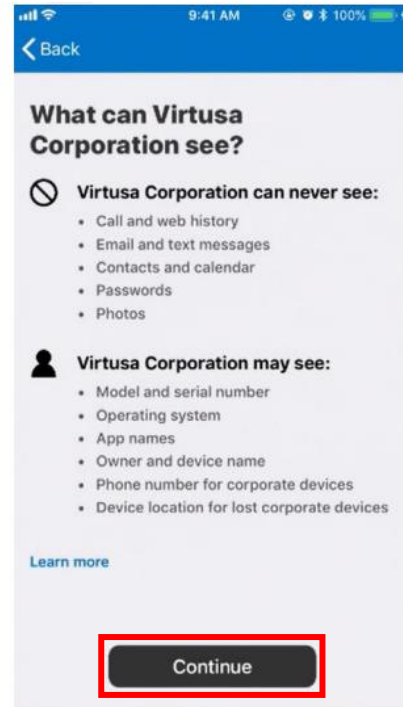 9:41 AM 100%
Back
What can Virtusa
Corporation see?
Virtusa Corporation can never see:
• Call and web history
• Email and text messages
• Contacts and calendar
• Passwords
• Photos
Virtusa Corporation may see:
• Model and serial number
• Operating system
• App names
• Owner and device name
• Phone number for corporate devices
• Device location for lost corporate devices
Learn more
Continue